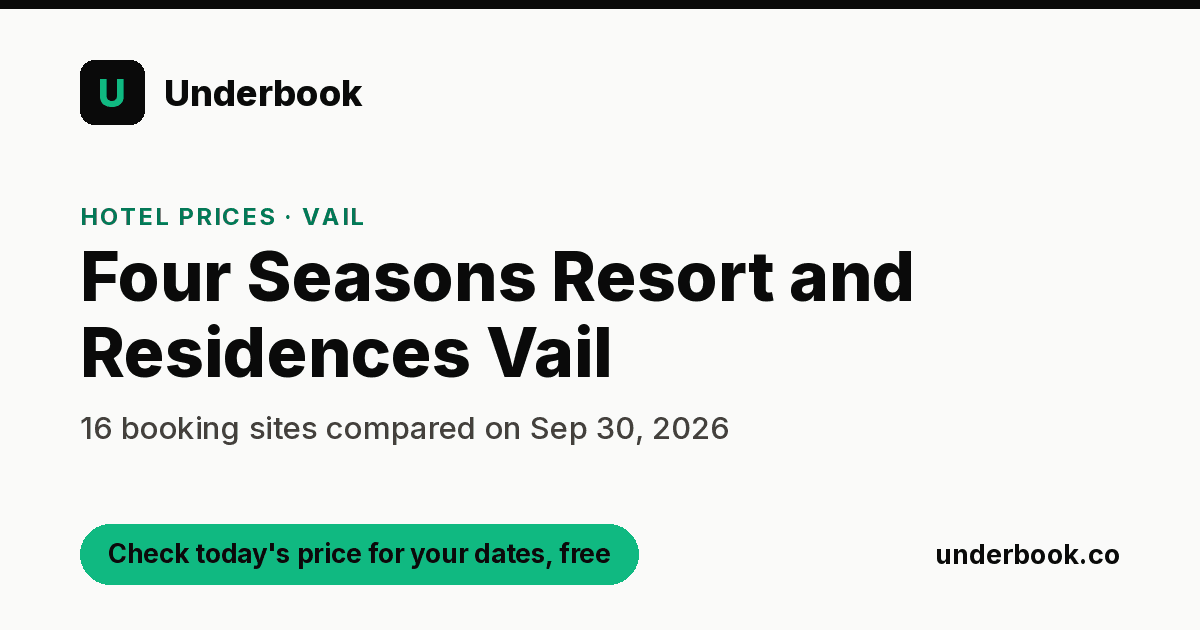 U Underbook
HOTEL PRICES · VAIL
Four Seasons Resort and
Residences Vail
16 booking sites compared on Sep 30, 2026
Check today's price for your dates, free
underbook.co